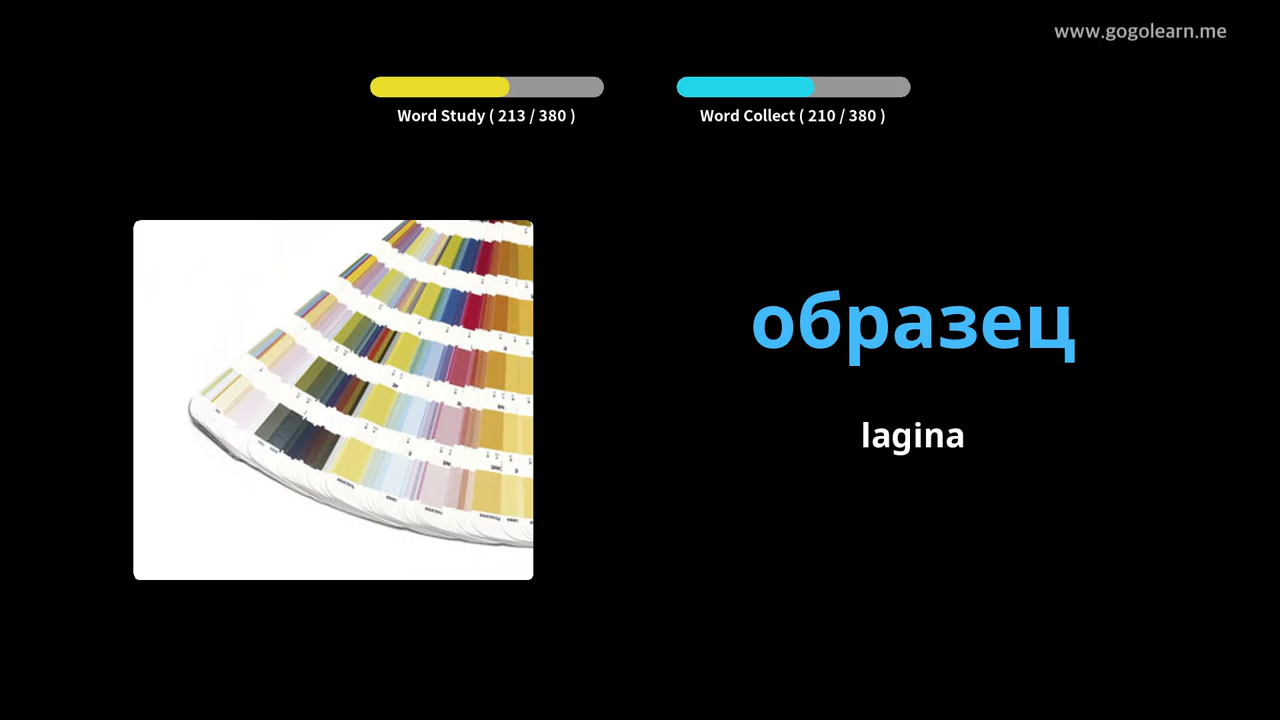 www.gogolearn.me
Word Study ( 213 / 380 )
Word Collect ( 210 / 380 )
образец
lagina